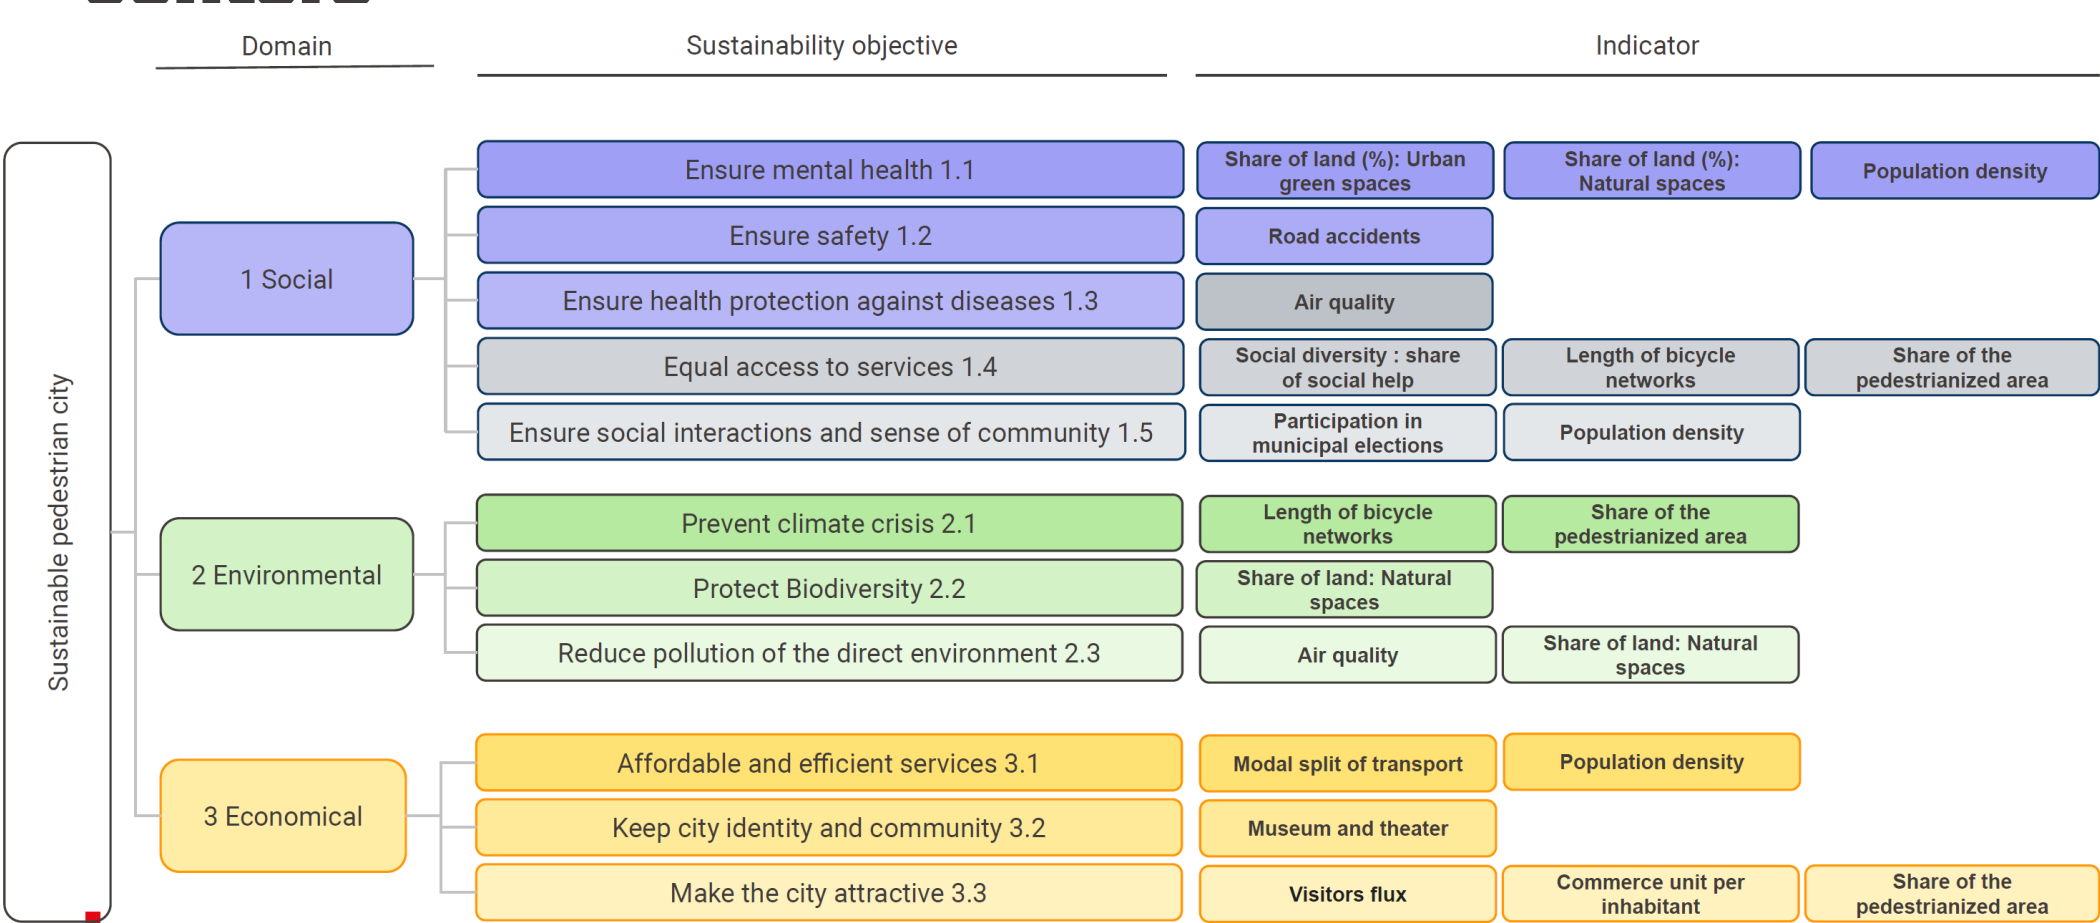 Domain
Sustainability objective
Indicator
Sustainable pedestrian city
1 Social
Ensure mental health 1.1
Share of land (%): Urban
green spaces
Share of land (%):
Natural spaces
Population density
Ensure safety 1.2
Road accidents
Ensure health protection against diseases 1.3
Air quality
Equal access to services 1.4
Social diversity : share
of social help
Length of bicycle
networks
Share of the
pedestrianized area
Ensure social interactions and sense of community 1.5
Participation in
municipal elections
Population density
2 Environmental
Prevent climate crisis 2.1
Length of bicycle
networks
Share of the
pedestrianized area
Protect Biodiversity 2.2
Share of land: Natural
spaces
Reduce pollution of the direct environment 2.3
Air quality
Share of land: Natural
spaces
3 Economical
Affordable and efficient services 3.1
Modal split of transport
Population density
Keep city identity and community 3.2
Museum and theater
Make the city attractive 3.3
Visitors flux
Commerce unit per
inhabitant
Share of the
pedestrianized area